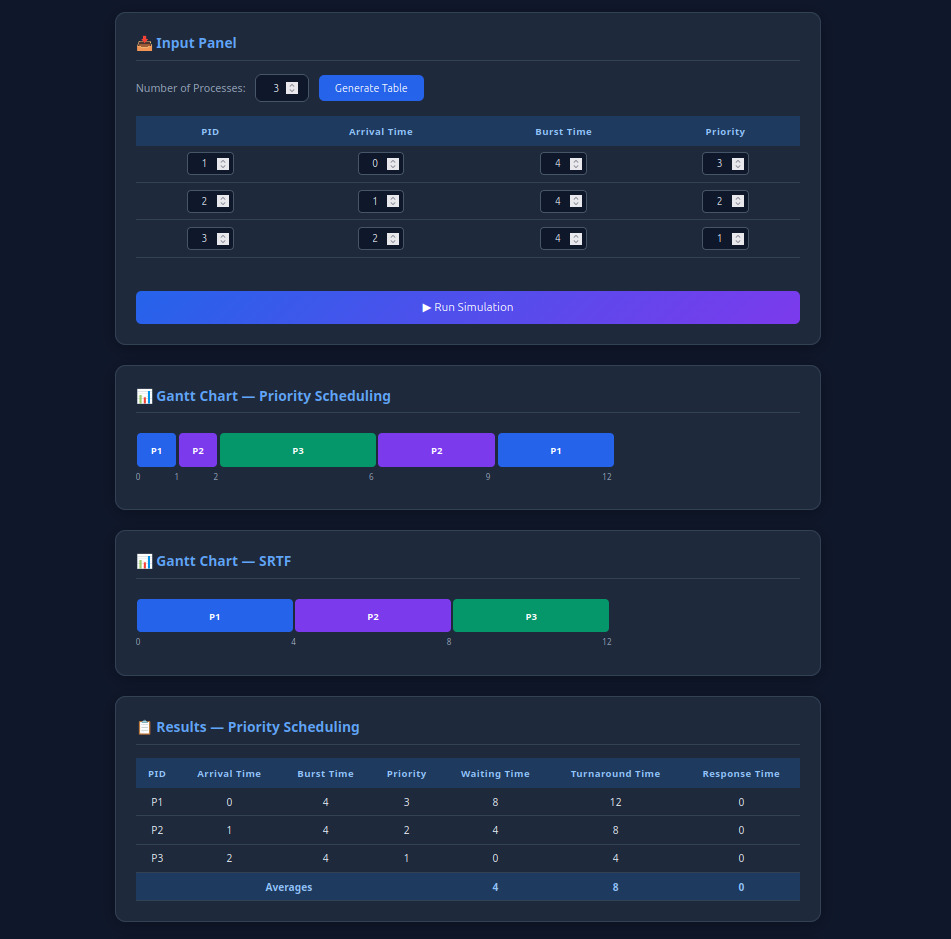 📥 Input Panel
Number of Processes: 3 Generate Table
PID Arrival Time Burst Time Priority
1 0 4 3
2 1 4 2
3 2 4 1
▶ Run Simulation
📊 Gantt Chart — Priority Scheduling
P1 P2 P3 P2 P1
0 1 2 6 9 12
📊 Gantt Chart — SRTF
P1 P2 P3
0 4 8 12
📋 Results — Priority Scheduling
PID Arrival Time Burst Time Priority Waiting Time Turnaround Time Response Time
P1 0 4 3 8 12 0
P2 1 4 2 4 8 0
P3 2 4 1 0 4 0
Averages 4 8 0